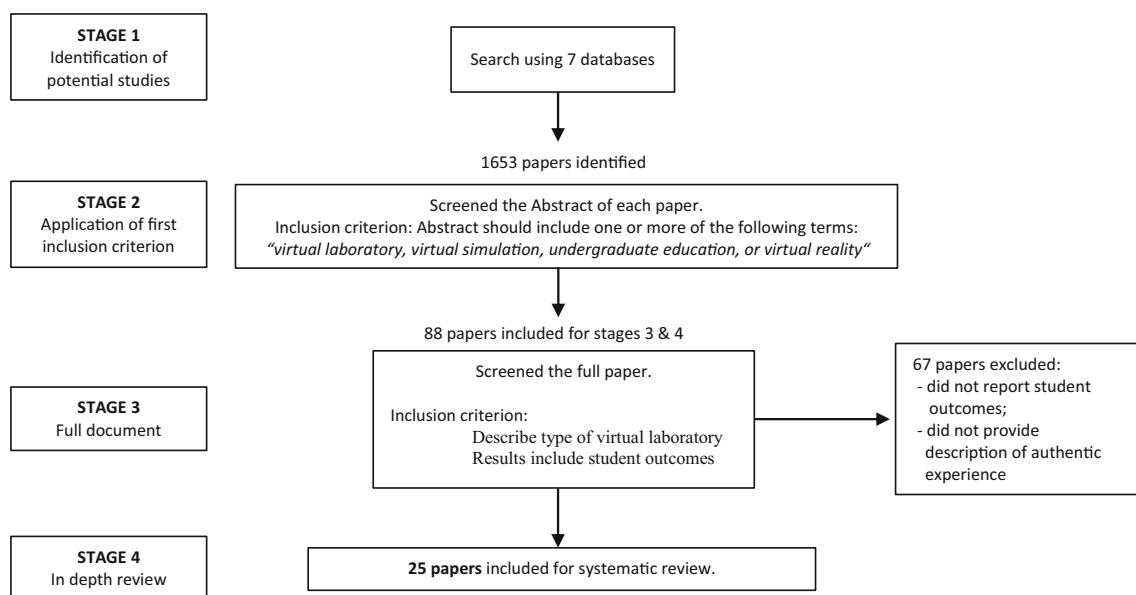 STAGE 1
Identification of
potential studies
Search using 7 databases
1653 papers identified
STAGE 2
Application of first
inclusion criterion
Screened the Abstract of each paper.
Inclusion criterion: Abstract should include one or more of the following terms:
“virtual laboratory, virtual simulation, undergraduate education, or virtual reality“
88 papers included for stages 3 & 4
STAGE 3
Full document
Screened the full paper.
Inclusion criterion:
Describe type of virtual laboratory
Results include student outcomes
67 papers excluded:
- did not report student
outcomes;
- did not provide
description of authentic
experience
STAGE 4
In depth review
25 papers included for systematic review.